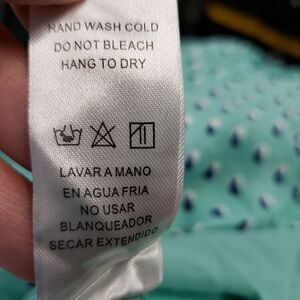 HAND WASH COLD
DO NOT BLEACH
HANG TO DRY
LAVAR A MANO
EN AGUA FRIA
NO USAR
BLANQUEADOR
SECAR EXTENDIDO